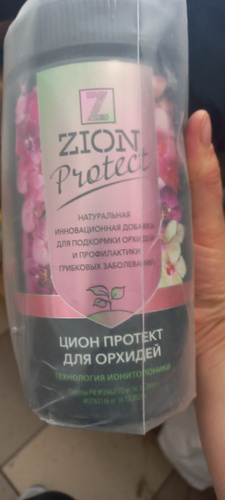 Z
ZION
Protect
НАТУРАЛЬНАЯ
ИННОВАЦИОННАЯ ДОБАВКА
ДЛЯ ПОДКОРМКИ ОРХИДЕЙ
И ПРОФИЛАКТИКИ
ГРИБКОВЫХ ЗАБОЛЕВАНИЙ
ЦИОН ПРОТЕКТ
ДЛЯ ОРХИДЕЙ
ТЕХНОЛОГИЯ ИОНИТОПОНИКИ